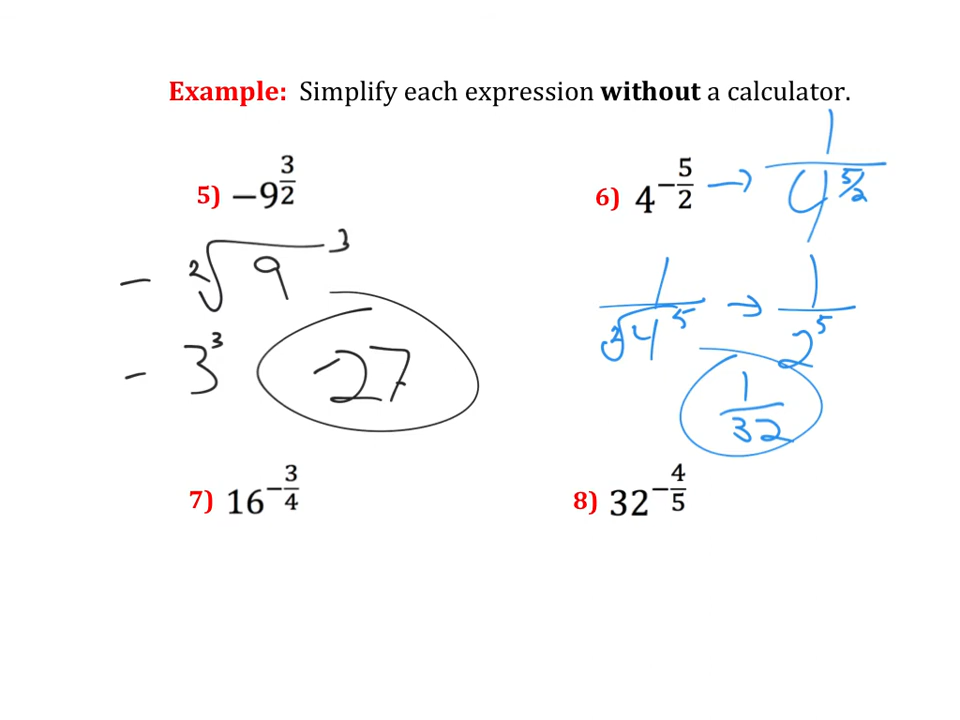 Example: Simplify each expression without a calculator.
5) −9^(3/2)
6) 4^(−5/2) → 1/4^(5/2)
− ²√9 ³
1/²√4 ⁵ → 1/2⁵
− 3³ -27
1/32
7) 16^(−3/4)
8) 32^(−4/5)